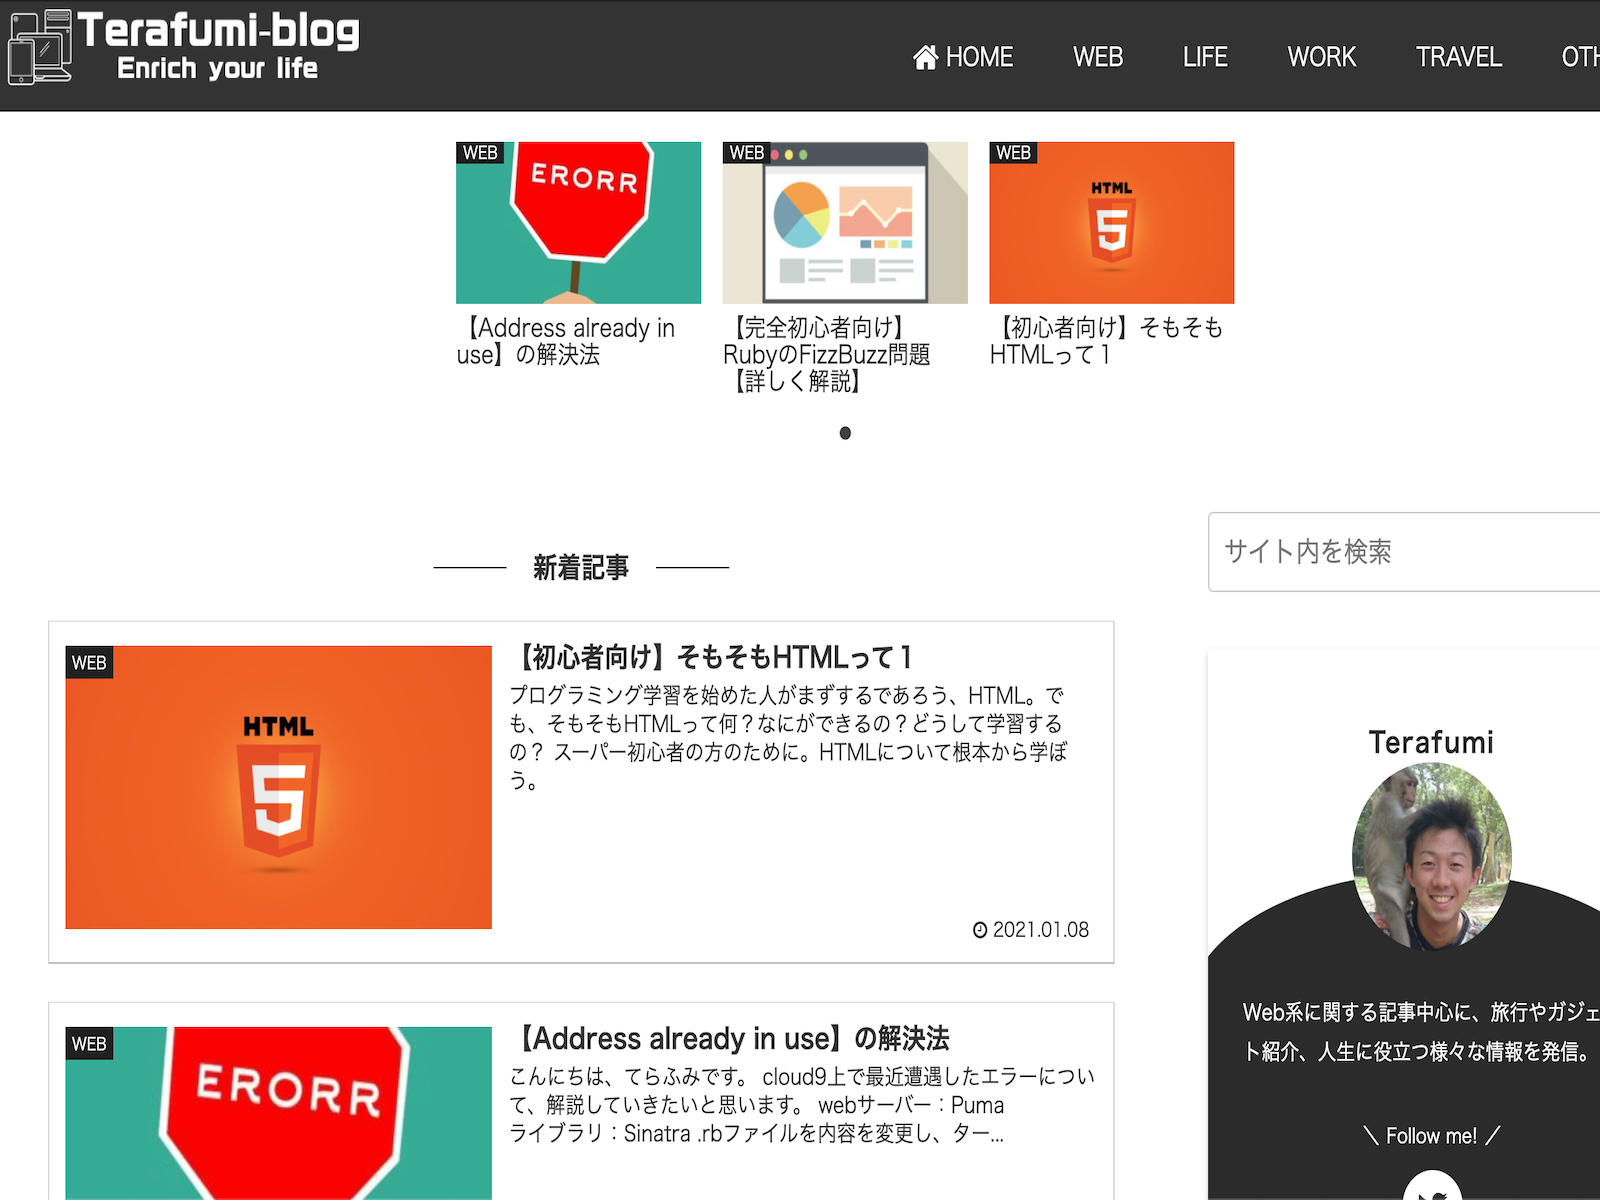 Terafumi-blog
Enrich your life
HOME WEB LIFE WORK TRAVEL OTH
WEB
ERORR
【Address already in
use】の解決法
WEB
【完全初心者向け】
RubyのFizzBuzz問題
【詳しく解説】
WEB
HTML
5
【初心者向け】そもそも
HTMLって１
サイト内を検索
新着記事
WEB
HTML
5
【初心者向け】そもそもHTMLって１
プログラミング学習を始めた人がまずするであろう、HTML。で
も、そもそもHTMLって何？なにができるの？どうして学習する
の？ スーパー初心者の方のために。HTMLについて根本から学ぼ
う。
2021.01.08
WEB
ERORR
【Address already in use】の解決法
こんにちは、てらふみです。 cloud9上で最近遭遇したエラーについ
て、解説していきたいと思います。 webサーバー：Puma
ライブラリ：Sinatra .rbファイルを内容を変更し、ター...
Terafumi
Web系に関する記事中心に、旅行やガジェ
ト紹介、人生に役立つ様々な情報を発信。
＼ Follow me! ／